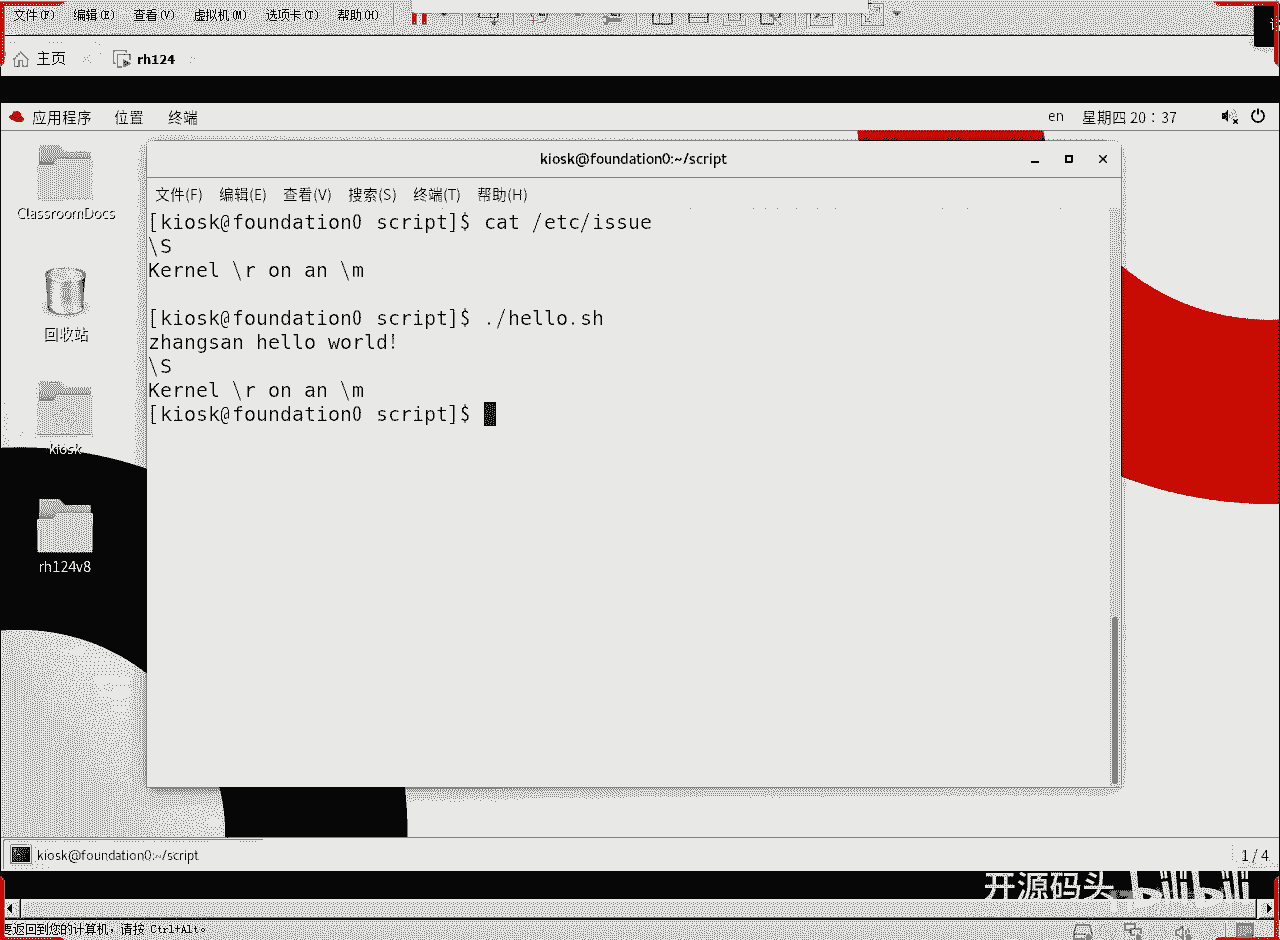 文件(F) 编辑(E) 查看(V) 虚拟机(M) 选项卡(T) 帮助(H)
主页 rh124
应用程序 位置 终端 en 星期四 20：37
kiosk@foundation0:~/script
文件(F) 编辑(E) 查看(V) 搜索(S) 终端(T) 帮助(H)
ClassroomDocs
回收站
kiosk
rh124v8
[kiosk@foundation0 script]$ cat /etc/issue
\S
Kernel \r on an \m
[kiosk@foundation0 script]$ ./hello.sh
zhangsan hello world!
\S
Kernel \r on an \m
[kiosk@foundation0 script]$
kiosk@foundation0:~/script 1 / 4
开源码头 bilibili
要返回到您的计算机，请按 Ctrl+Alt。